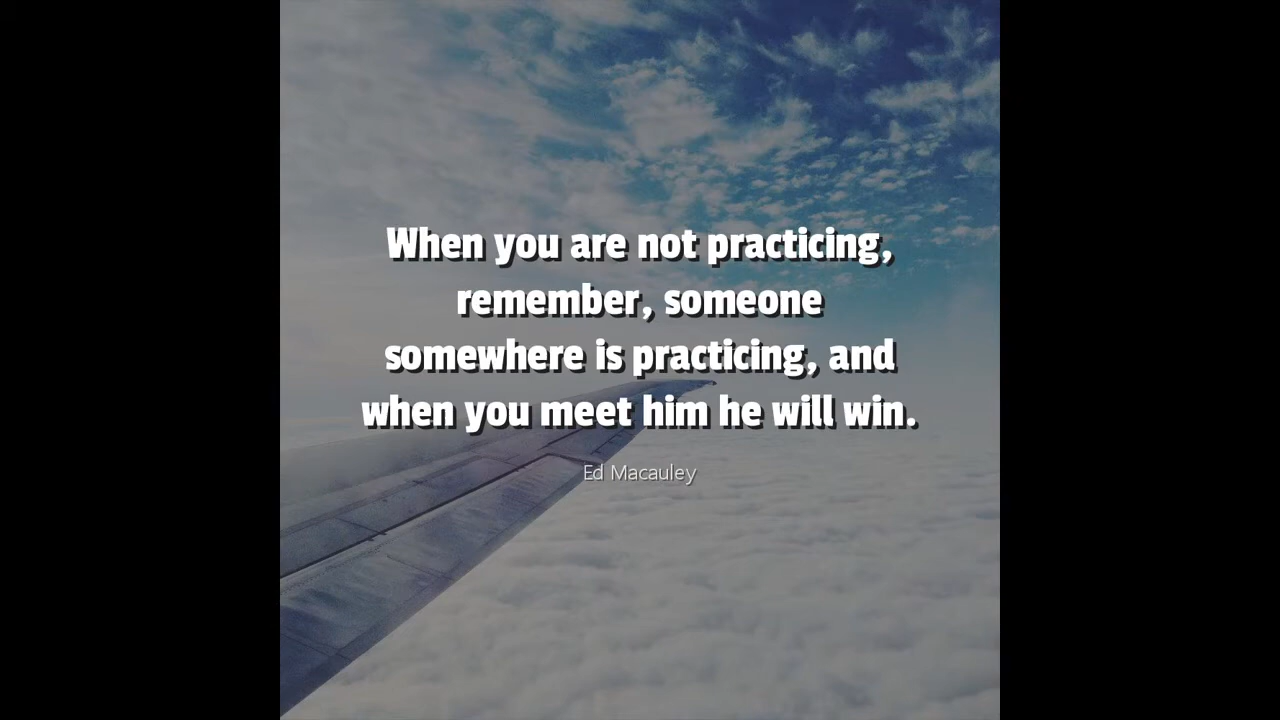 When you are not practicing,
remember, someone
somewhere is practicing, and
when you meet him he will win.
Ed Macauley